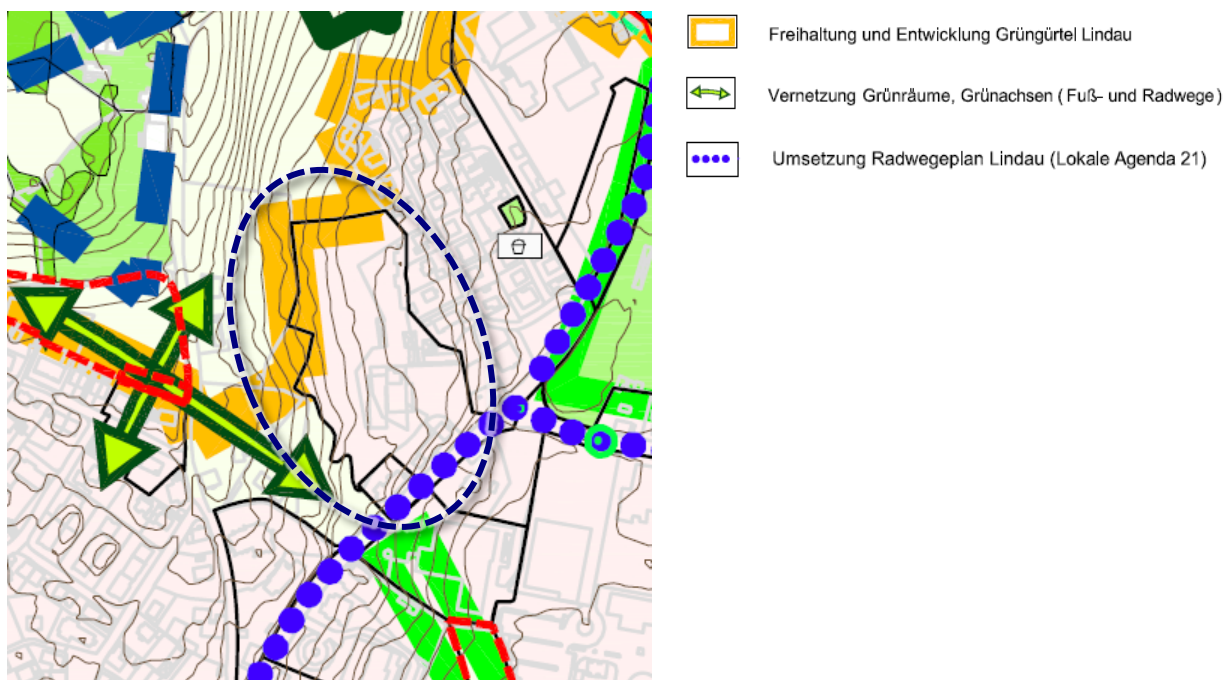 Freihaltung und Entwicklung Grüngürtel Lindau
Vernetzung Grünräume, Grünachsen ( Fuß- und Radwege )
Umsetzung Radwegeplan Lindau (Lokale Agenda 21)